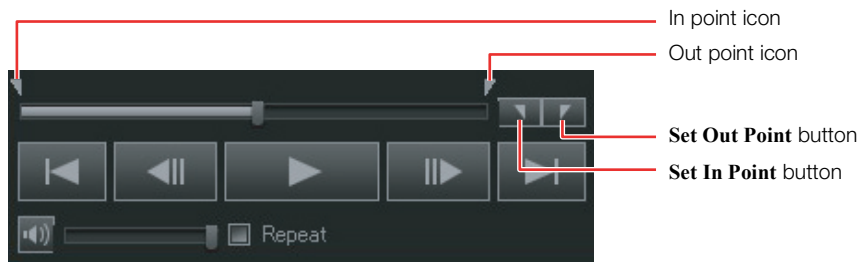 In point icon
Out point icon
Set Out Point button
Set In Point button
Repeat